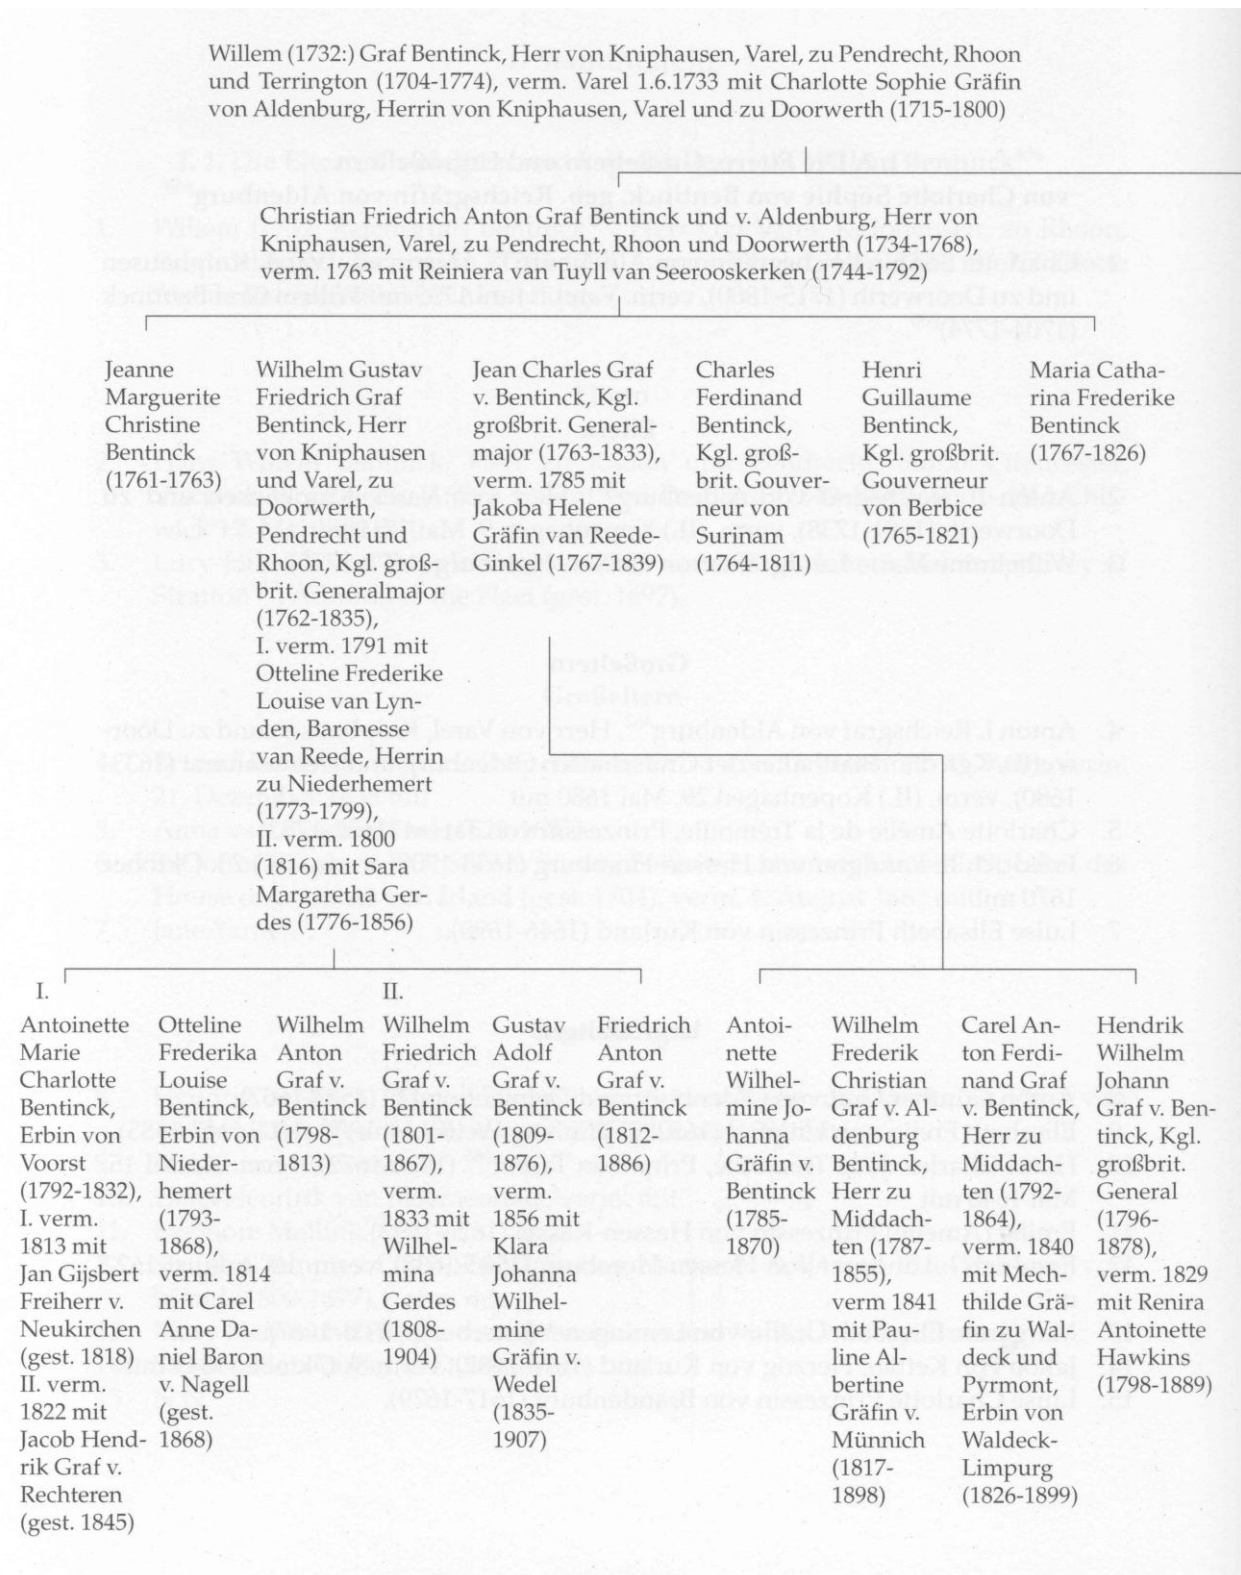 Willem (1732:) Graf Bentinck, Herr von Kniphausen, Varel, zu Pendrecht, Rhoon
und Terrington (1704-1774), verm. Varel 1.6.1733 mit Charlotte Sophie Gräfin
von Aldenburg, Herrin von Kniphausen, Varel und zu Doorwerth (1715-1800)
Christian Friedrich Anton Graf Bentinck und v. Aldenburg, Herr von
Kniphausen, Varel, zu Pendrecht, Rhoon und Doorwerth (1734-1768),
verm. 1763 mit Reiniera van Tuyll van Seerooskerken (1744-1792)
Jeanne
Marguerite
Christine
Bentinck
(1761-1763)
Wilhelm Gustav
Friedrich Graf
Bentinck, Herr
von Kniphausen
und Varel, zu
Doorwerth,
Pendrecht und
Rhoon, Kgl. groß-
brit. Generalmajor
(1762-1835),
I. verm. 1791 mit
Otteline Frederike
Louise van Lyn-
den, Baronesse
van Reede, Herrin
zu Niederhemert
(1773-1799),
II. verm. 1800
(1816) mit Sara
Margaretha Ger-
des (1776-1856)
Jean Charles Graf
v. Bentinck, Kgl.
großbrit. General-
major (1763-1833),
verm. 1785 mit
Jakoba Helene
Gräfin van Reede-
Ginkel (1767-1839)
Charles
Ferdinand
Bentinck,
Kgl. groß-
brit. Gouver-
neur von
Surinam
(1764-1811)
Henri
Guillaume
Bentinck,
Kgl. großbrit.
Gouverneur
von Berbice
(1765-1821)
Maria Catha-
rina Frederike
Bentinck
(1767-1826)
I.
Antoinette
Marie
Charlotte
Bentinck,
Erbin von
Voorst
(1792-1832),
I. verm.
1813 mit
Jan Gijsbert
Freiherr v.
Neukirchen
(gest. 1818)
II. verm.
1822 mit
Jacob Hend-
rik Graf v.
Rechteren
(gest. 1845)
Otteline
Frederika
Louise
Bentinck,
Erbin von
Nieder-
hemert
(1793-
1868),
verm. 1814
mit Carel
Anne Da-
niel Baron
v. Nagell
(gest.
1868)
Wilhelm
Anton
Graf v.
Bentinck
(1798-
1813)
II.
Wilhelm
Friedrich
Graf v.
Bentinck
(1801-
1867),
verm.
1833 mit
Wilhel-
mina
Gerdes
(1808-
1904)
Gustav
Adolf
Graf v.
Bentinck
(1809-
1876),
verm.
1856 mit
Klara
Johanna
Wilhel-
mine
Gräfin v.
Wedel
(1835-
1907)
Friedrich
Anton
Graf v.
Bentinck
(1812-
1886)
Antoi-
nette
Wilhel-
mine Jo-
hanna
Gräfin v.
Bentinck
(1785-
1870)
Wilhelm
Frederik
Christian
Graf v. Al-
denburg
Bentinck,
Herr zu
Middach-
ten (1787-
1855),
verm 1841
mit Pau-
line Al-
bertine
Gräfin v.
Münnich
(1817-
1898)
Carel An-
ton Ferdi-
nand Graf
v. Bentinck,
Herr zu
Middach-
ten (1792-
1864),
verm. 1840
mit Mech-
thilde Grä-
fin zu Wal-
deck und
Pyrmont,
Erbin von
Waldeck-
Limpurg
(1826-1899)
Hendrik
Wilhelm
Johann
Graf v. Ben-
tinck, Kgl.
großbrit.
General
(1796-
1878),
verm. 1829
mit Renira
Antoinette
Hawkins
(1798-1889)